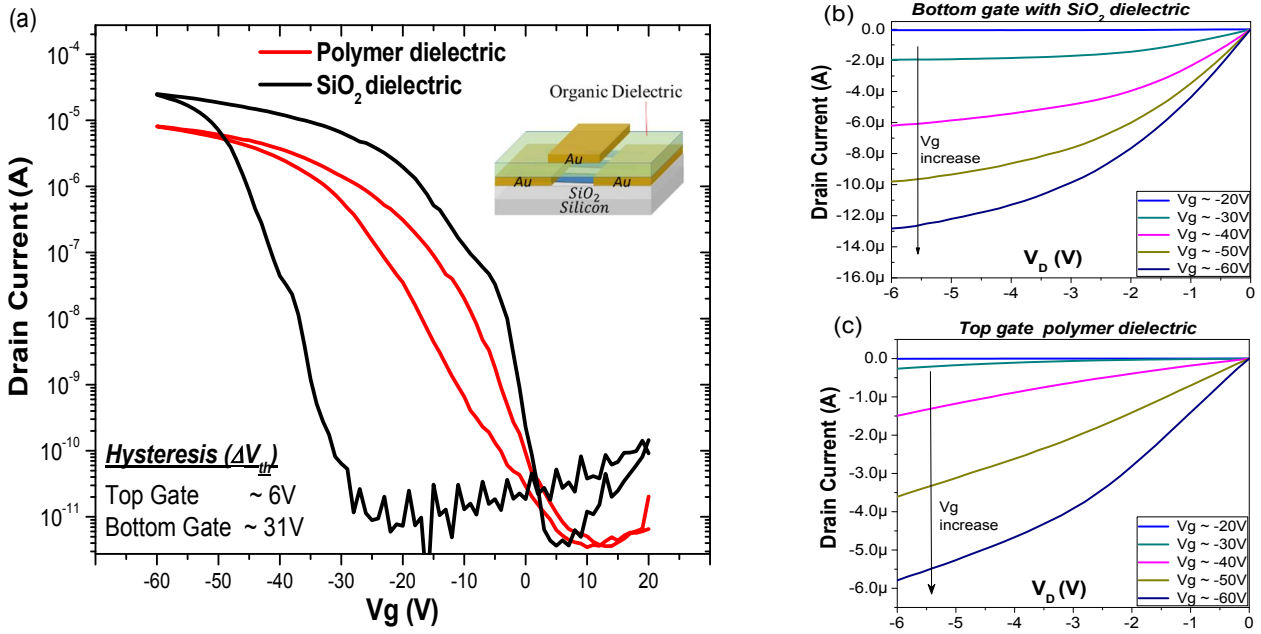 (a)
Polymer dielectric
SiO₂ dielectric
Organic Dielectric
Au
Au
Au
SiO₂
Silicon
Drain Current (A)
10⁻⁴
10⁻⁵
10⁻⁶
10⁻⁷
10⁻⁸
10⁻⁹
10⁻¹⁰
10⁻¹¹
Hysteresis (ΔV_th)
Top Gate ~ 6V
Bottom Gate ~ 31V
-60 -50 -40 -30 -20 -10 0 10 20
Vg (V)
(b)
Bottom gate with SiO₂ dielectric
Drain Current (A)
0.0
-2.0µ
-4.0µ
-6.0µ
-8.0µ
-10.0µ
-12.0µ
-14.0µ
-16.0µ
Vg
increase
Vg ~ -20V
Vg ~ -30V
Vg ~ -40V
Vg ~ -50V
Vg ~ -60V
V_D (V)
-6 -5 -4 -3 -2 -1 0
(c)
Top gate polymer dielectric
Drain Current (A)
0.0
-1.0µ
-2.0µ
-3.0µ
-4.0µ
-5.0µ
-6.0µ
Vg
increase
Vg ~ -20V
Vg ~ -30V
Vg ~ -40V
Vg ~ -50V
Vg ~ -60V
V_D (V)
-6 -5 -4 -3 -2 -1 0